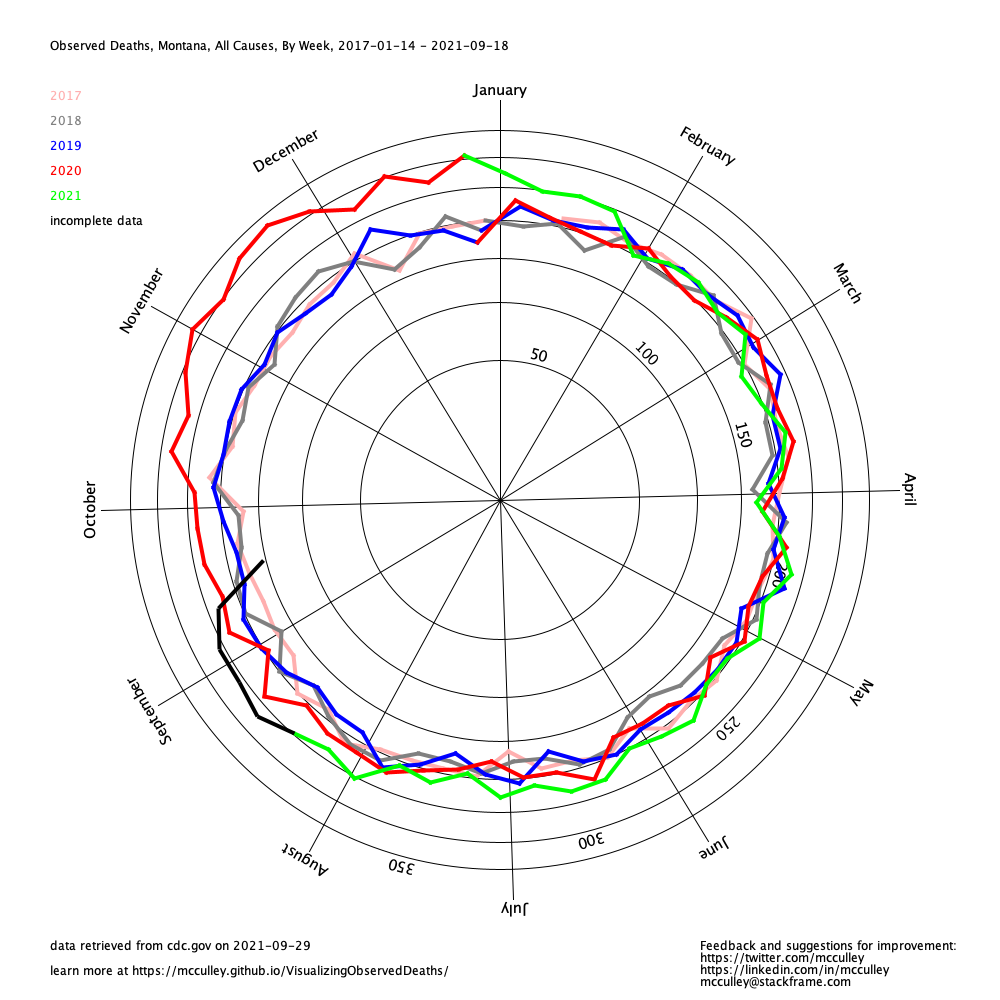 Observed Deaths, Montana, All Causes, By Week, 2017-01-14 - 2021-09-18
2017
2018
2019
2020
2021
incomplete data
January
February
March
April
May
June
July
August
September
October
November
December
50
100
150
200
250
300
350
data retrieved from cdc.gov on 2021-09-29
learn more at https://mcculley.github.io/VisualizingObservedDeaths/
Feedback and suggestions for improvement:
https://twitter.com/mcculley
https://linkedin.com/in/mcculley
mcculley@stackframe.com